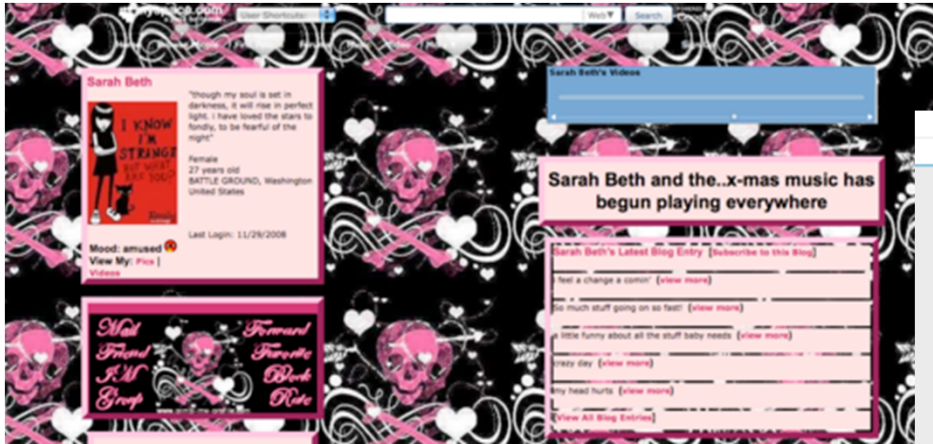 User Shortcuts:
Web
Search
Sarah Beth
"though my soul is set in
darkness, it will rise in perfect
light. i have loved the stars to
fondly, to be fearful of the
night"
I KNOW
I'M
STRANGE
BUT WHAT
ARE YOU?
Female
27 years old
BATTLE GROUND, Washington
United States
Last Login: 11/29/2008
Mood: amused
View My: Pics |
Videos
Mail Forward
Friend Favorite
IM Block
Group Rate
Sarah Beth's Videos
Sarah Beth and the..x-mas music has
begun playing everywhere
Sarah Beth's Latest Blog Entry [Subscribe to this Blog]
i feel a change a comin' (view more)
So much stuff going on so fast! (view more)
a little funny about all the stuff baby needs (view more)
crazy day (view more)
my head hurts (view more)
[View All Blog Entries]